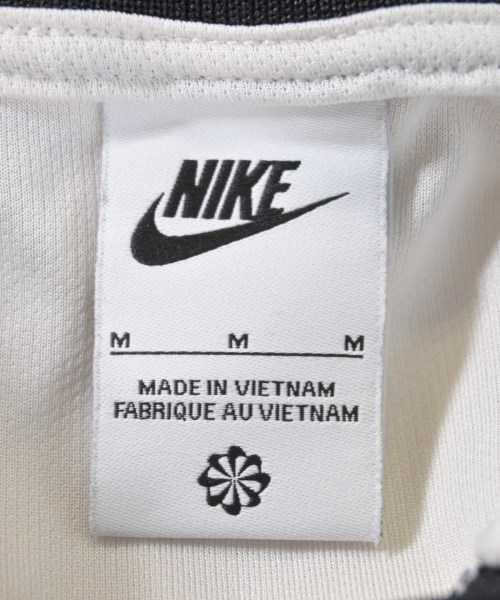 NIKE
M M M
MADE IN VIETNAM
FABRIQUE AU VIETNAM